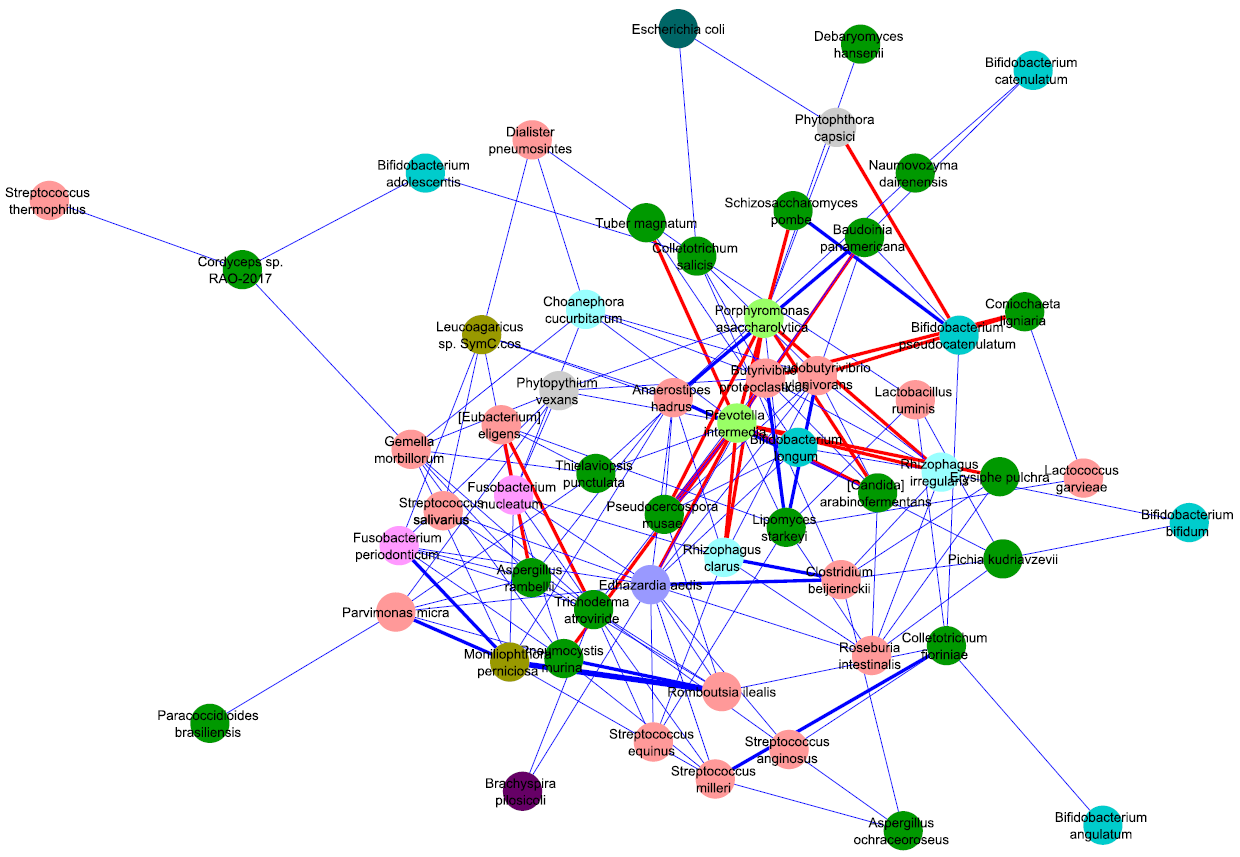 Escherichia coli
Debaryomyces
hansenii
Bifidobacterium
catenulatum
Phytophthora
capsici
Dialister
pneumosintes
Bifidobacterium
adolescentis
Naumovozyma
dairenensis
Streptococcus
thermophilus
Schizosaccharomyces
pombe
Tuber magnatum
Baudoinia
panamericana
Colletotrichum
salicis
Cordyceps sp.
RAO-2017
Choanephora
cucurbitarum
Porphyromonas
asaccharolytica
Coniochaeta
ligniaria
Leucoagaricus
sp. SymC.cos
Bifidobacterium
pseudocatenulatum
Butyrivibrio
proteoclasticus
Phytopythium
vexans
Anaerostipes
hadrus
Lactobacillus
ruminis
[Eubacterium]
eligens
Prevotella
intermedia
Gemella
morbillorum
Bifidobacterium
longum
Thielaviopsis
punctulata
Rhizophagus
irregularis
Erysiphe pulchra
Lactococcus
garvieae
Fusobacterium
nucleatum
[Candida]
arabinofermentans
Streptococcus
salivarius
Pseudocercospora
musae
Lipomyces
starkeyi
Bifidobacterium
bifidum
Fusobacterium
periodonticum
Rhizophagus
clarus
Pichia kudriavzevii
Aspergillus
rambellii
Edhazardia aedis
Clostridium
beijerinckii
Parvimonas micra
Trichoderma
atroviride
Colletotrichum
fioriniae
Moniliophthora
perniciosa
Pneumocystis
murina
Roseburia
intestinalis
Romboutsia ilealis
Paracoccidioides
brasiliensis
Streptococcus
equinus
Streptococcus
anginosus
Streptococcus
milleri
Brachyspira
pilosicoli
Aspergillus
ochraceoroseus
Bifidobacterium
angulatum